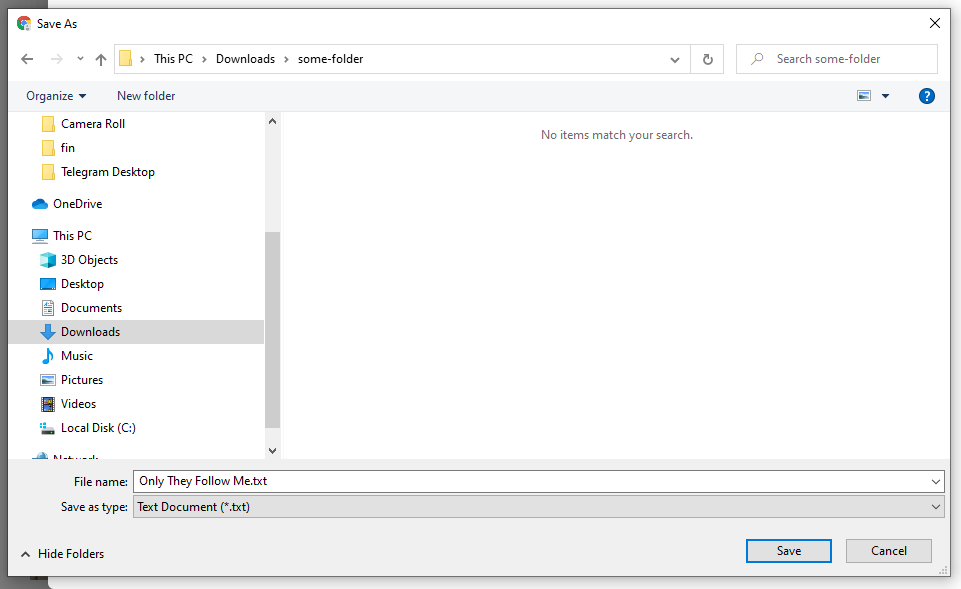 Save As
This PC > Downloads > some-folder
Search some-folder
Organize
New folder
?
Camera Roll
fin
Telegram Desktop
OneDrive
This PC
3D Objects
Desktop
Documents
Downloads
Music
Pictures
Videos
Local Disk (C:)
Network
No items match your search.
File name: Only They Follow Me.txt
Save as type: Text Document (*.txt)
Hide Folders
Save
Cancel